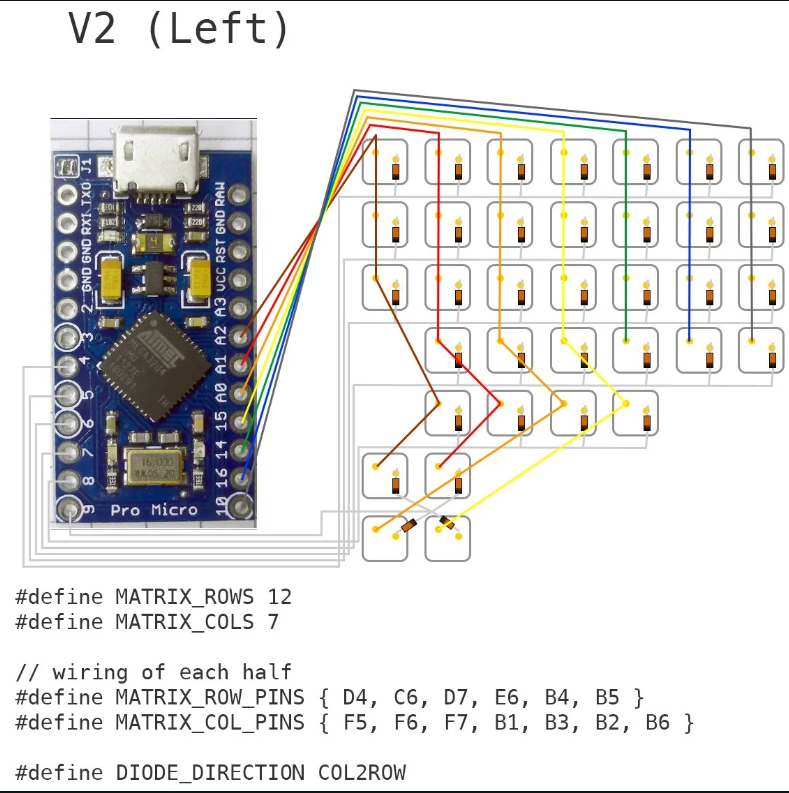 V2 (Left)
J1
TX0
RX1
GND
GND
2
3
4
5
6
7
8
9
RAW
GND
RST
VCC
A3
A2
A1
A0
15
14
16
10
4
ATMEL
16.000
Pro Micro
#define MATRIX_ROWS 12
#define MATRIX_COLS 7
// wiring of each half
#define MATRIX_ROW_PINS { D4, C6, D7, E6, B4, B5 }
#define MATRIX_COL_PINS { F5, F6, F7, B1, B3, B2, B6 }
#define DIODE_DIRECTION COL2ROW